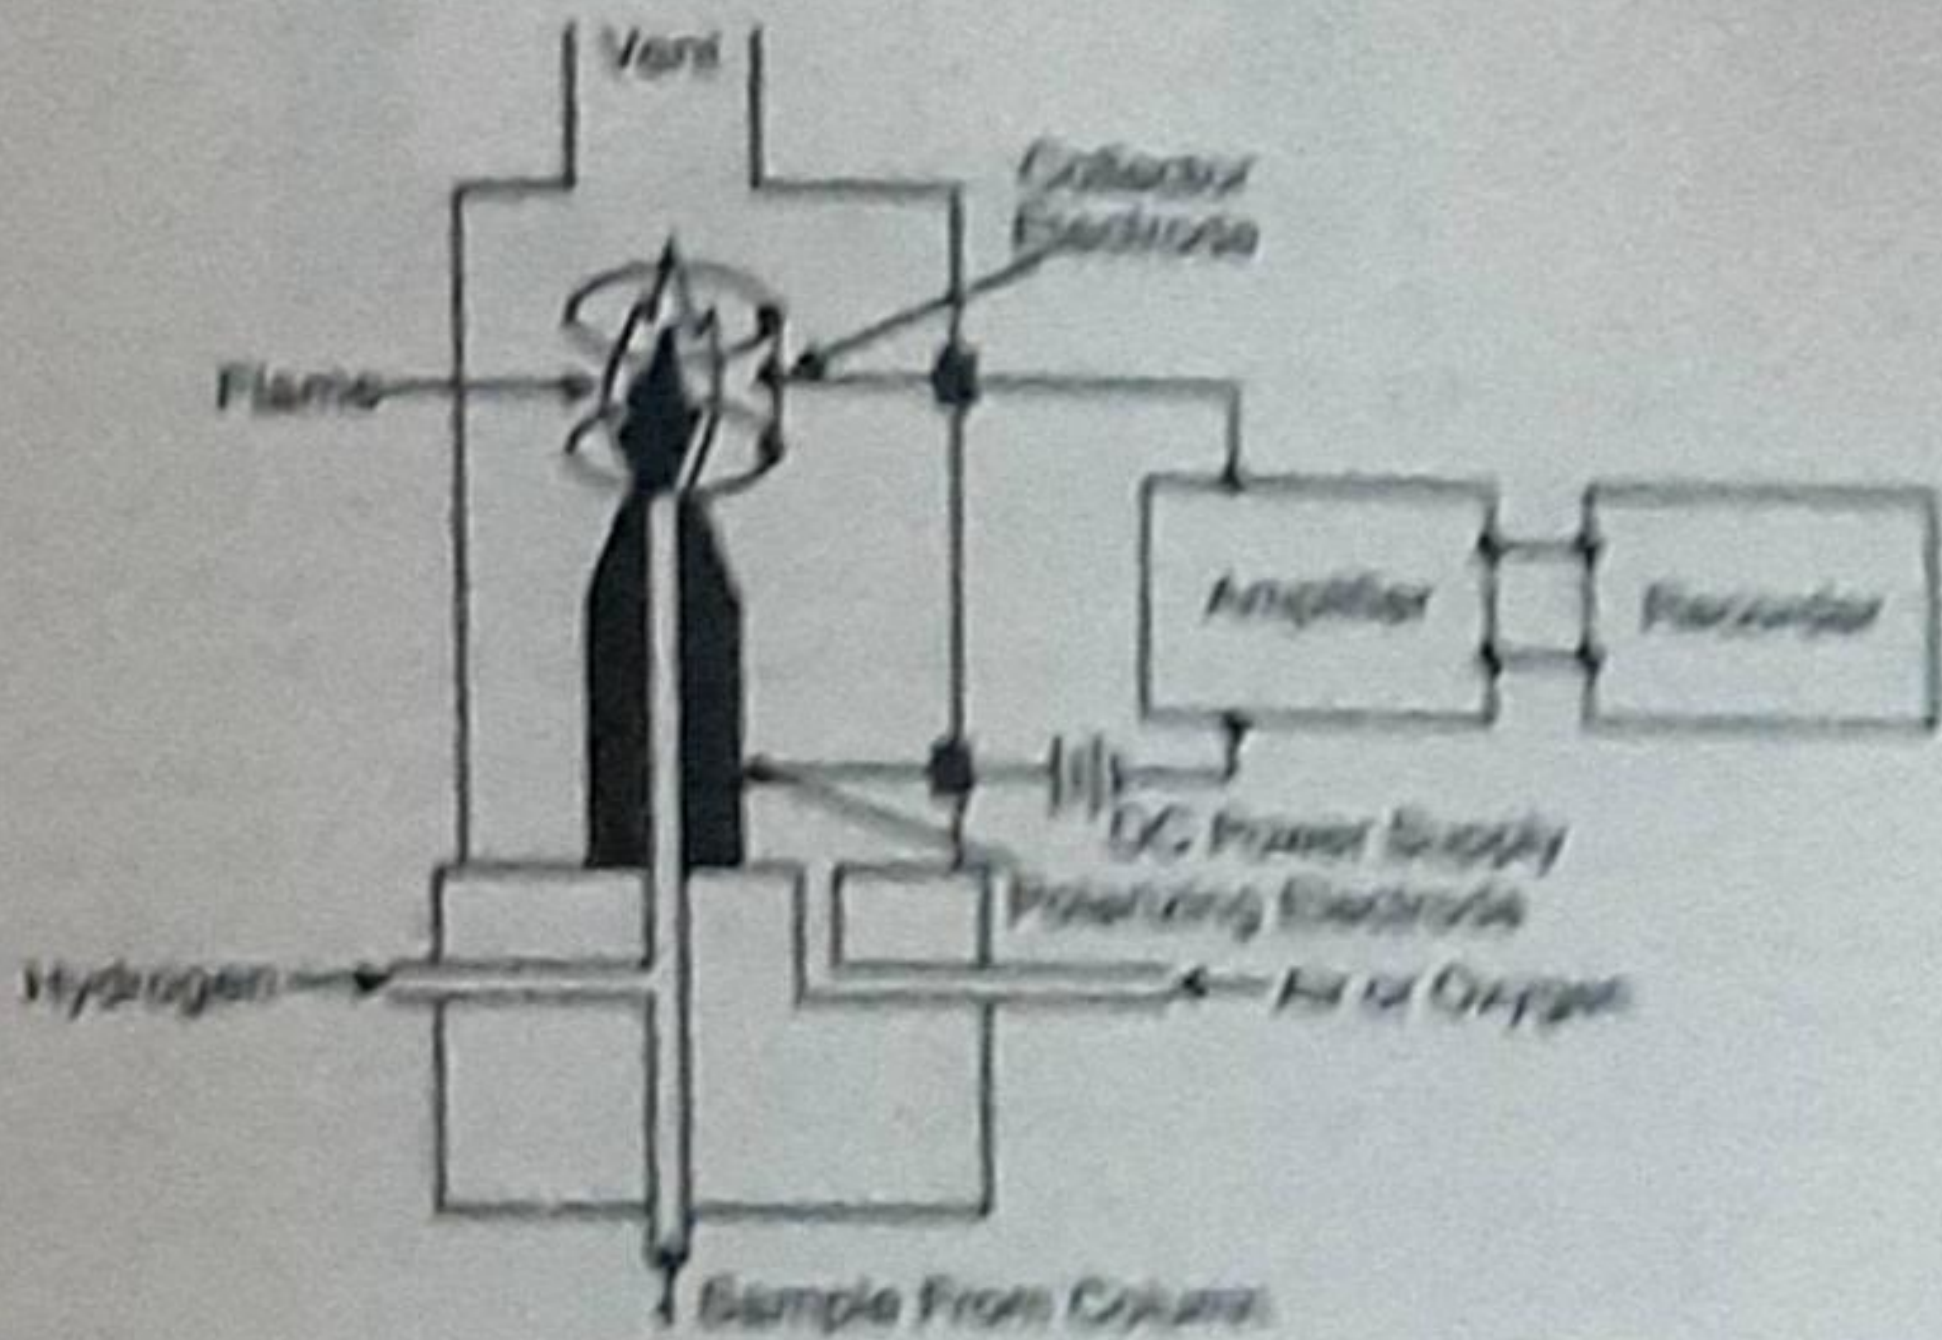 Vent
Collector
Electrode
Flame
Amplifier
Recorder
DC Power Supply
Polarizing Electrode
Hydrogen
Air or Oxygen
Sample From Column